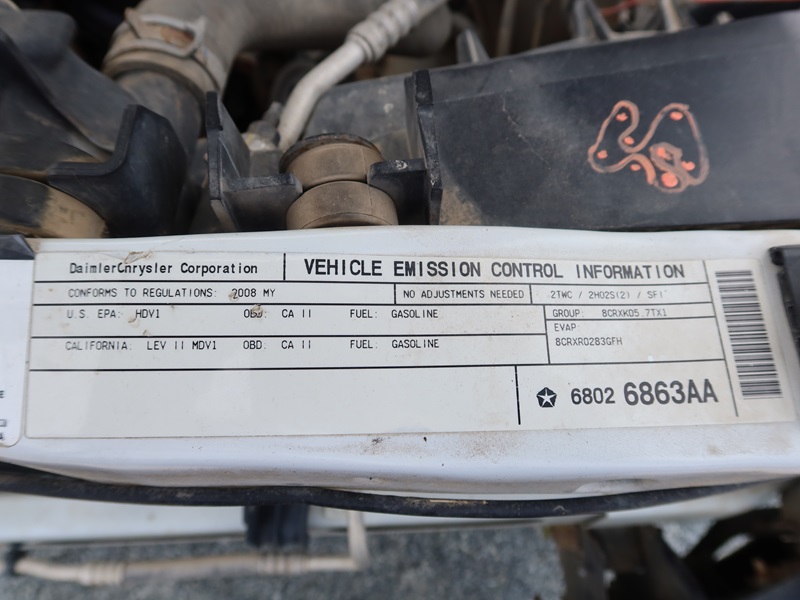 DaimlerChrysler Corporation
VEHICLE EMISSION CONTROL INFORMATION
CONFORMS TO REGULATIONS: 2008 MY
NO ADJUSTMENTS NEEDED
2TWC / 2HO2S(2) / SFI
U.S. EPA: HDV1 OBD: CA II FUEL: GASOLINE
GROUP: 8CRXK05.7TX1
CALIFORNIA: LEV II MDV1 OBD: CA II FUEL: GASOLINE
EVAP
8CRXR0283GFH
6802 6863AA